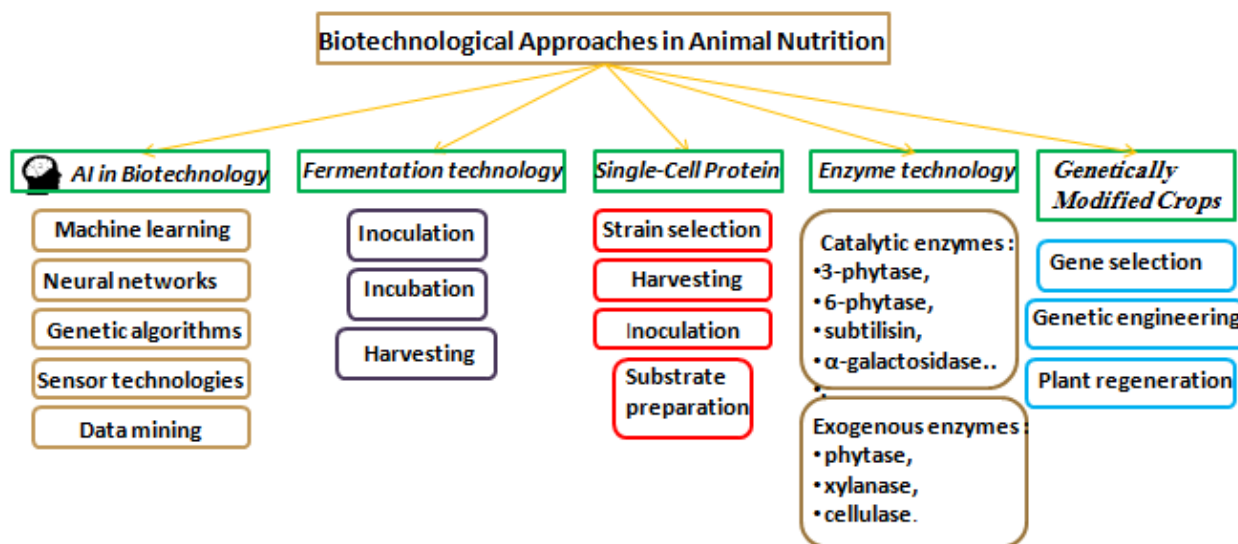 Biotechnological Approaches in Animal Nutrition
AI in Biotechnology
Machine learning
Neural networks
Genetic algorithms
Sensor technologies
Data mining
Fermentation technology
Inoculation
Incubation
Harvesting
Single-Cell Protein
Strain selection
Harvesting
Inoculation
Substrate
preparation
Enzyme technology
Catalytic enzymes :
•3-phytase,
•6-phytase,
•subtilisin,
•α-galactosidase..
•.
Exogenous enzymes :
•phytase,
•xylanase,
•cellulase.
Genetically
Modified Crops
Gene selection
Genetic engineering
Plant regeneration